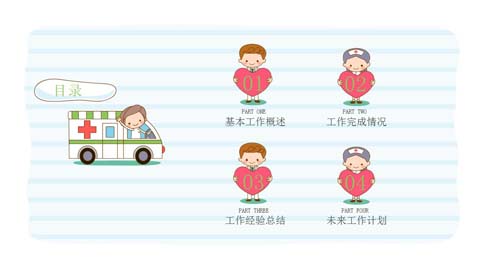 目录
01
PART ONE
基本工作概述
02
PART TWO
工作完成情况
03
PART THREE
工作经验总结
04
PART FOUR
未来工作计划